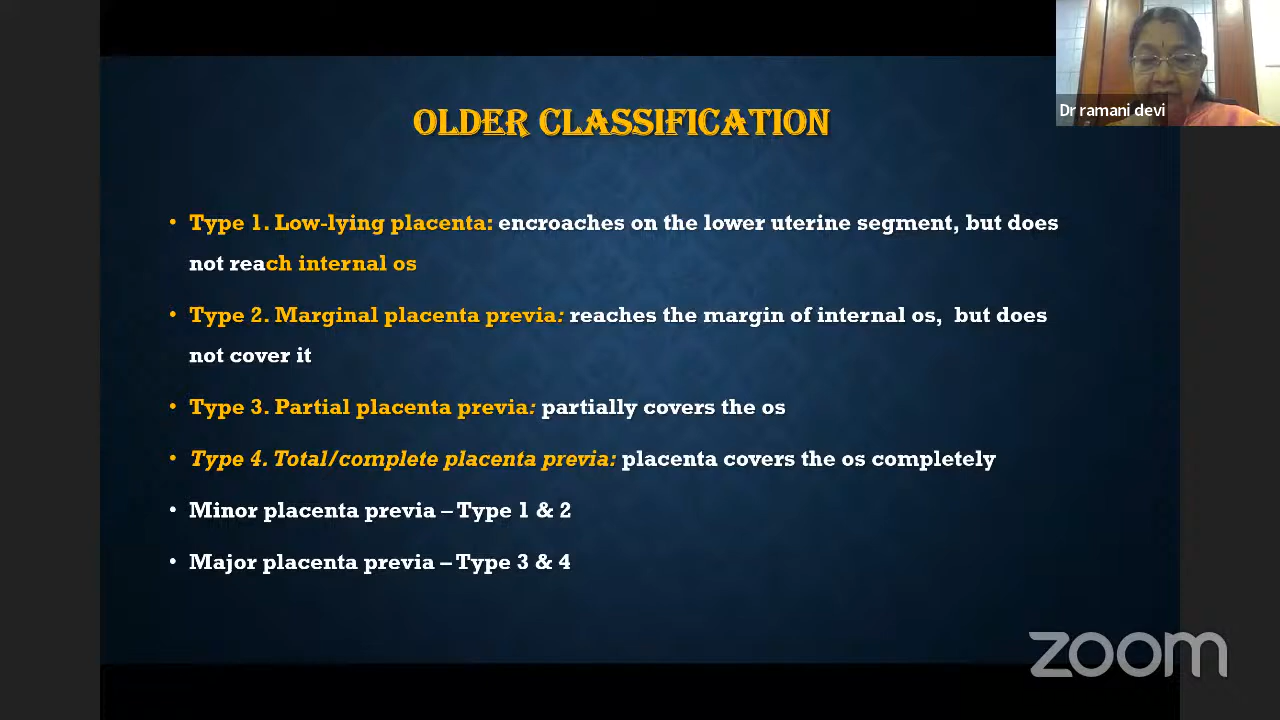 Dr ramani devi
OLDER CLASSIFICATION
• Type 1. Low-lying placenta: encroaches on the lower uterine segment, but does
not reach internal os
• Type 2. Marginal placenta previa: reaches the margin of internal os, but does
not cover it
• Type 3. Partial placenta previa: partially covers the os
• Type 4. Total/complete placenta previa: placenta covers the os completely
• Minor placenta previa – Type 1 & 2
• Major placenta previa – Type 3 & 4
zoom